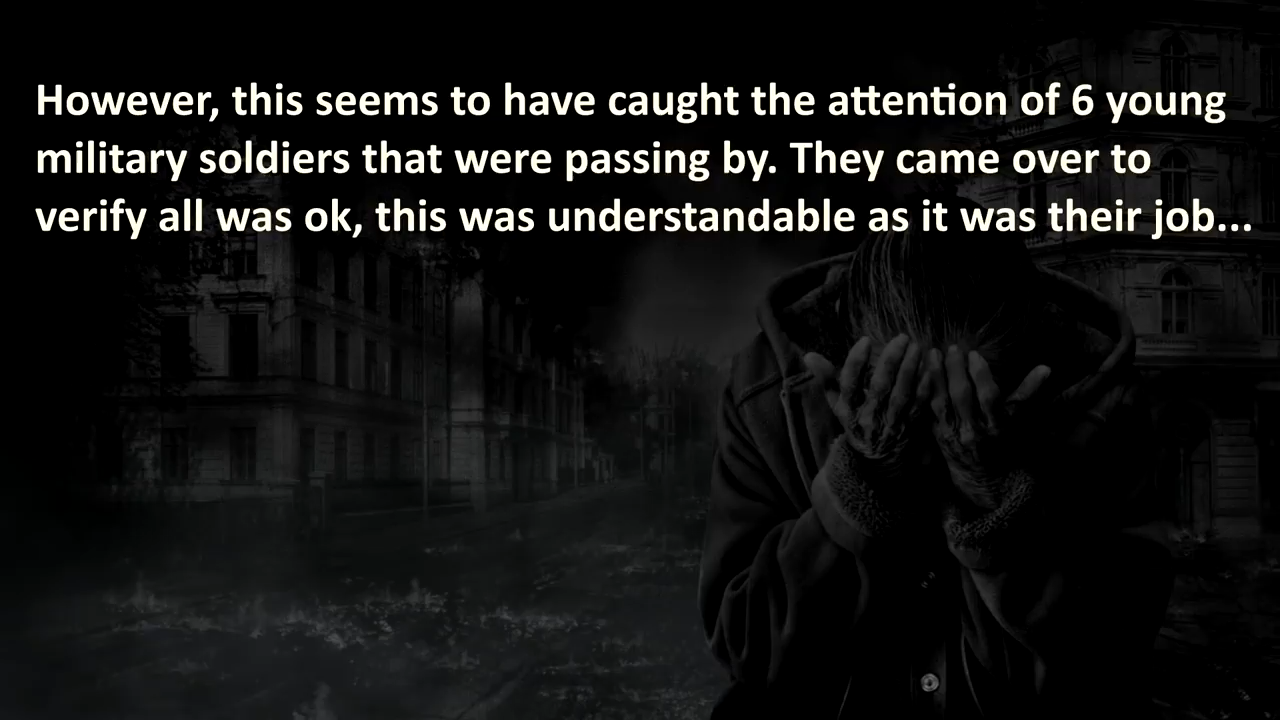 However, this seems to have caught the attention of 6 young
military soldiers that were passing by. They came over to
verify all was ok, this was understandable as it was their job...